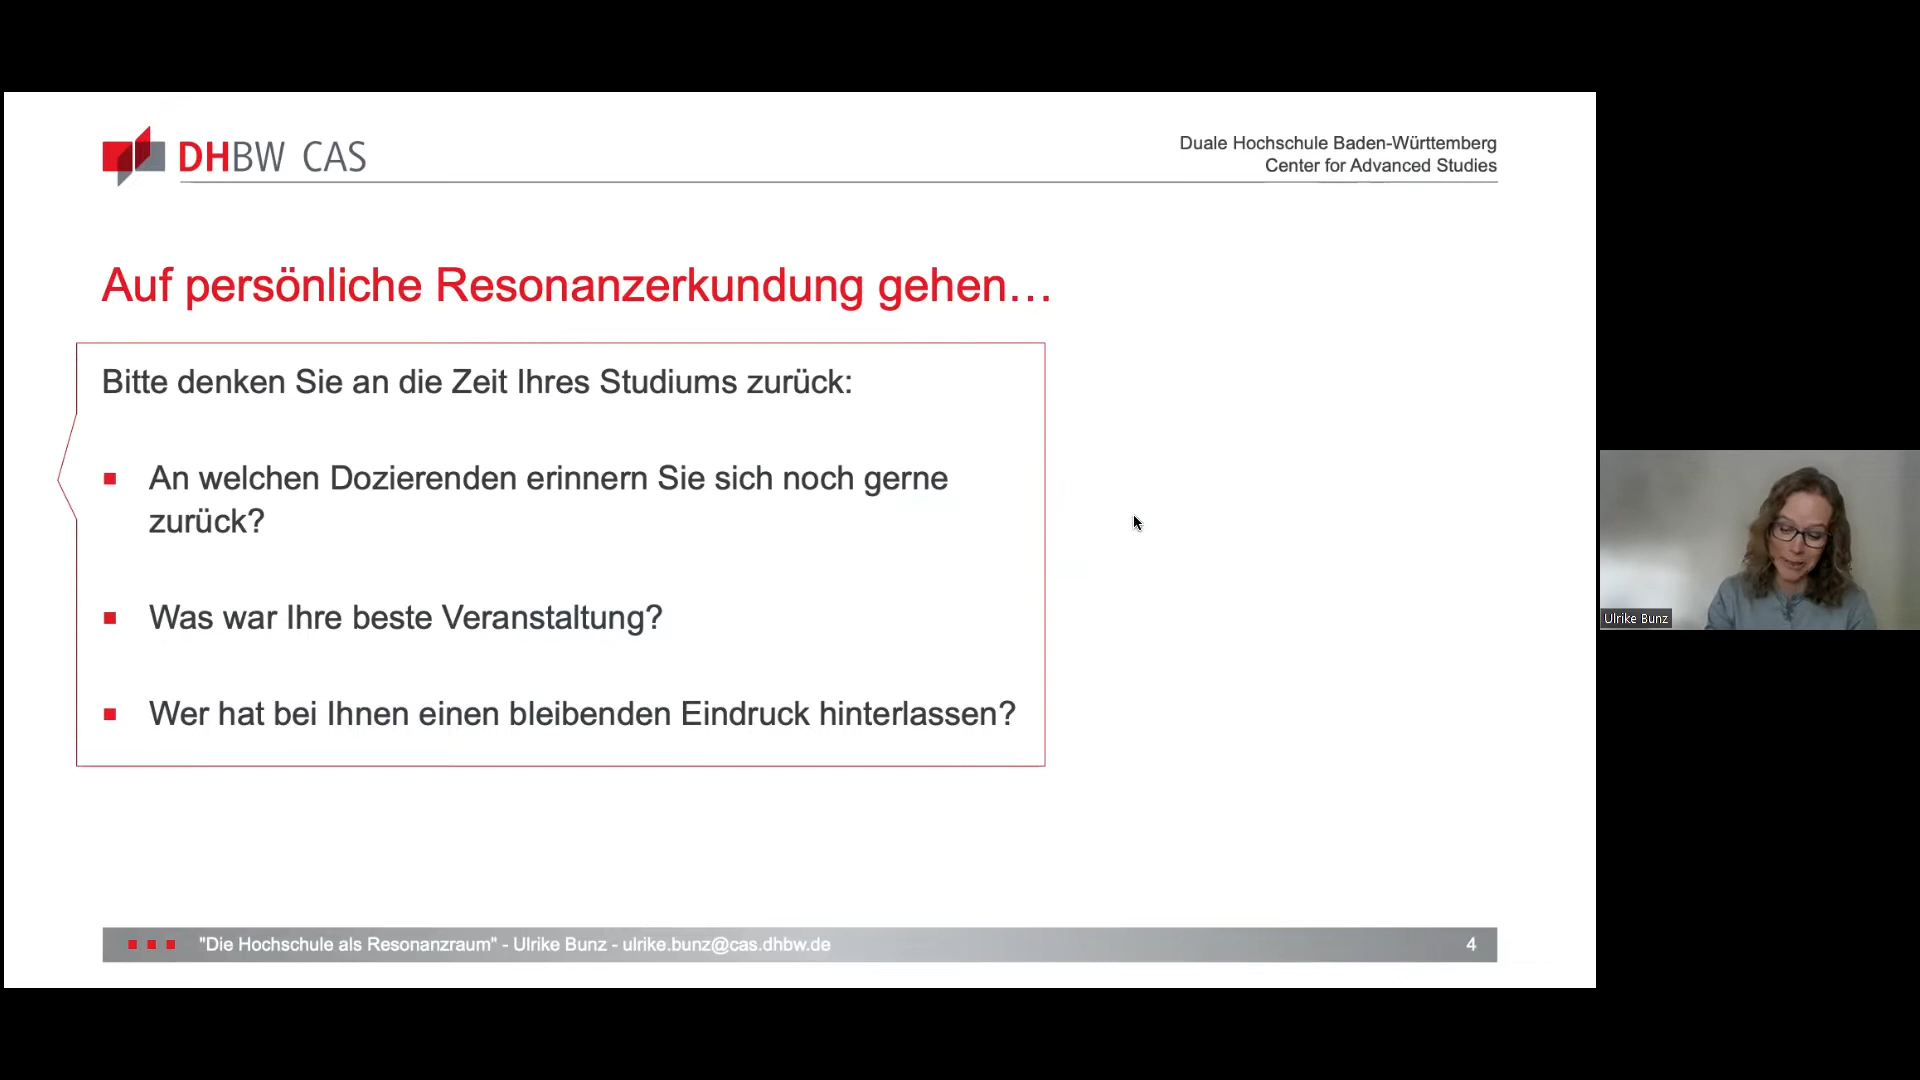 DHBW CAS
Duale Hochschule Baden-Württemberg
Center for Advanced Studies
Auf persönliche Resonanzerkundung gehen…
Bitte denken Sie an die Zeit Ihres Studiums zurück:
An welchen Dozierenden erinnern Sie sich noch gerne
zurück?
Was war Ihre beste Veranstaltung?
Wer hat bei Ihnen einen bleibenden Eindruck hinterlassen?
Ulrike Bunz
"Die Hochschule als Resonanzraum" - Ulrike Bunz - ulrike.bunz@cas.dhbw.de
4